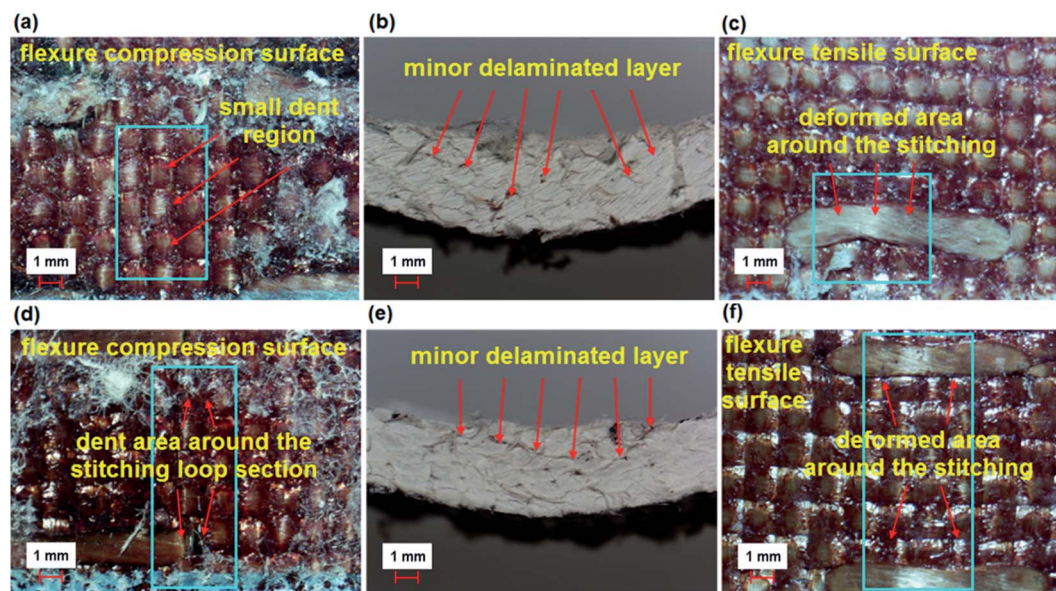 (a)
flexure compression surface
small dent
region
1 mm
(b)
minor delaminated layer
1 mm
(c)
flexure tensile surface
deformed area
around the stitching
1 mm
(d)
flexure compression surface
dent area around the
stitching loop section
1 mm
(e)
minor delaminated layer
1 mm
(f)
flexure
tensile
surface
deformed area
around the stitching
1 mm